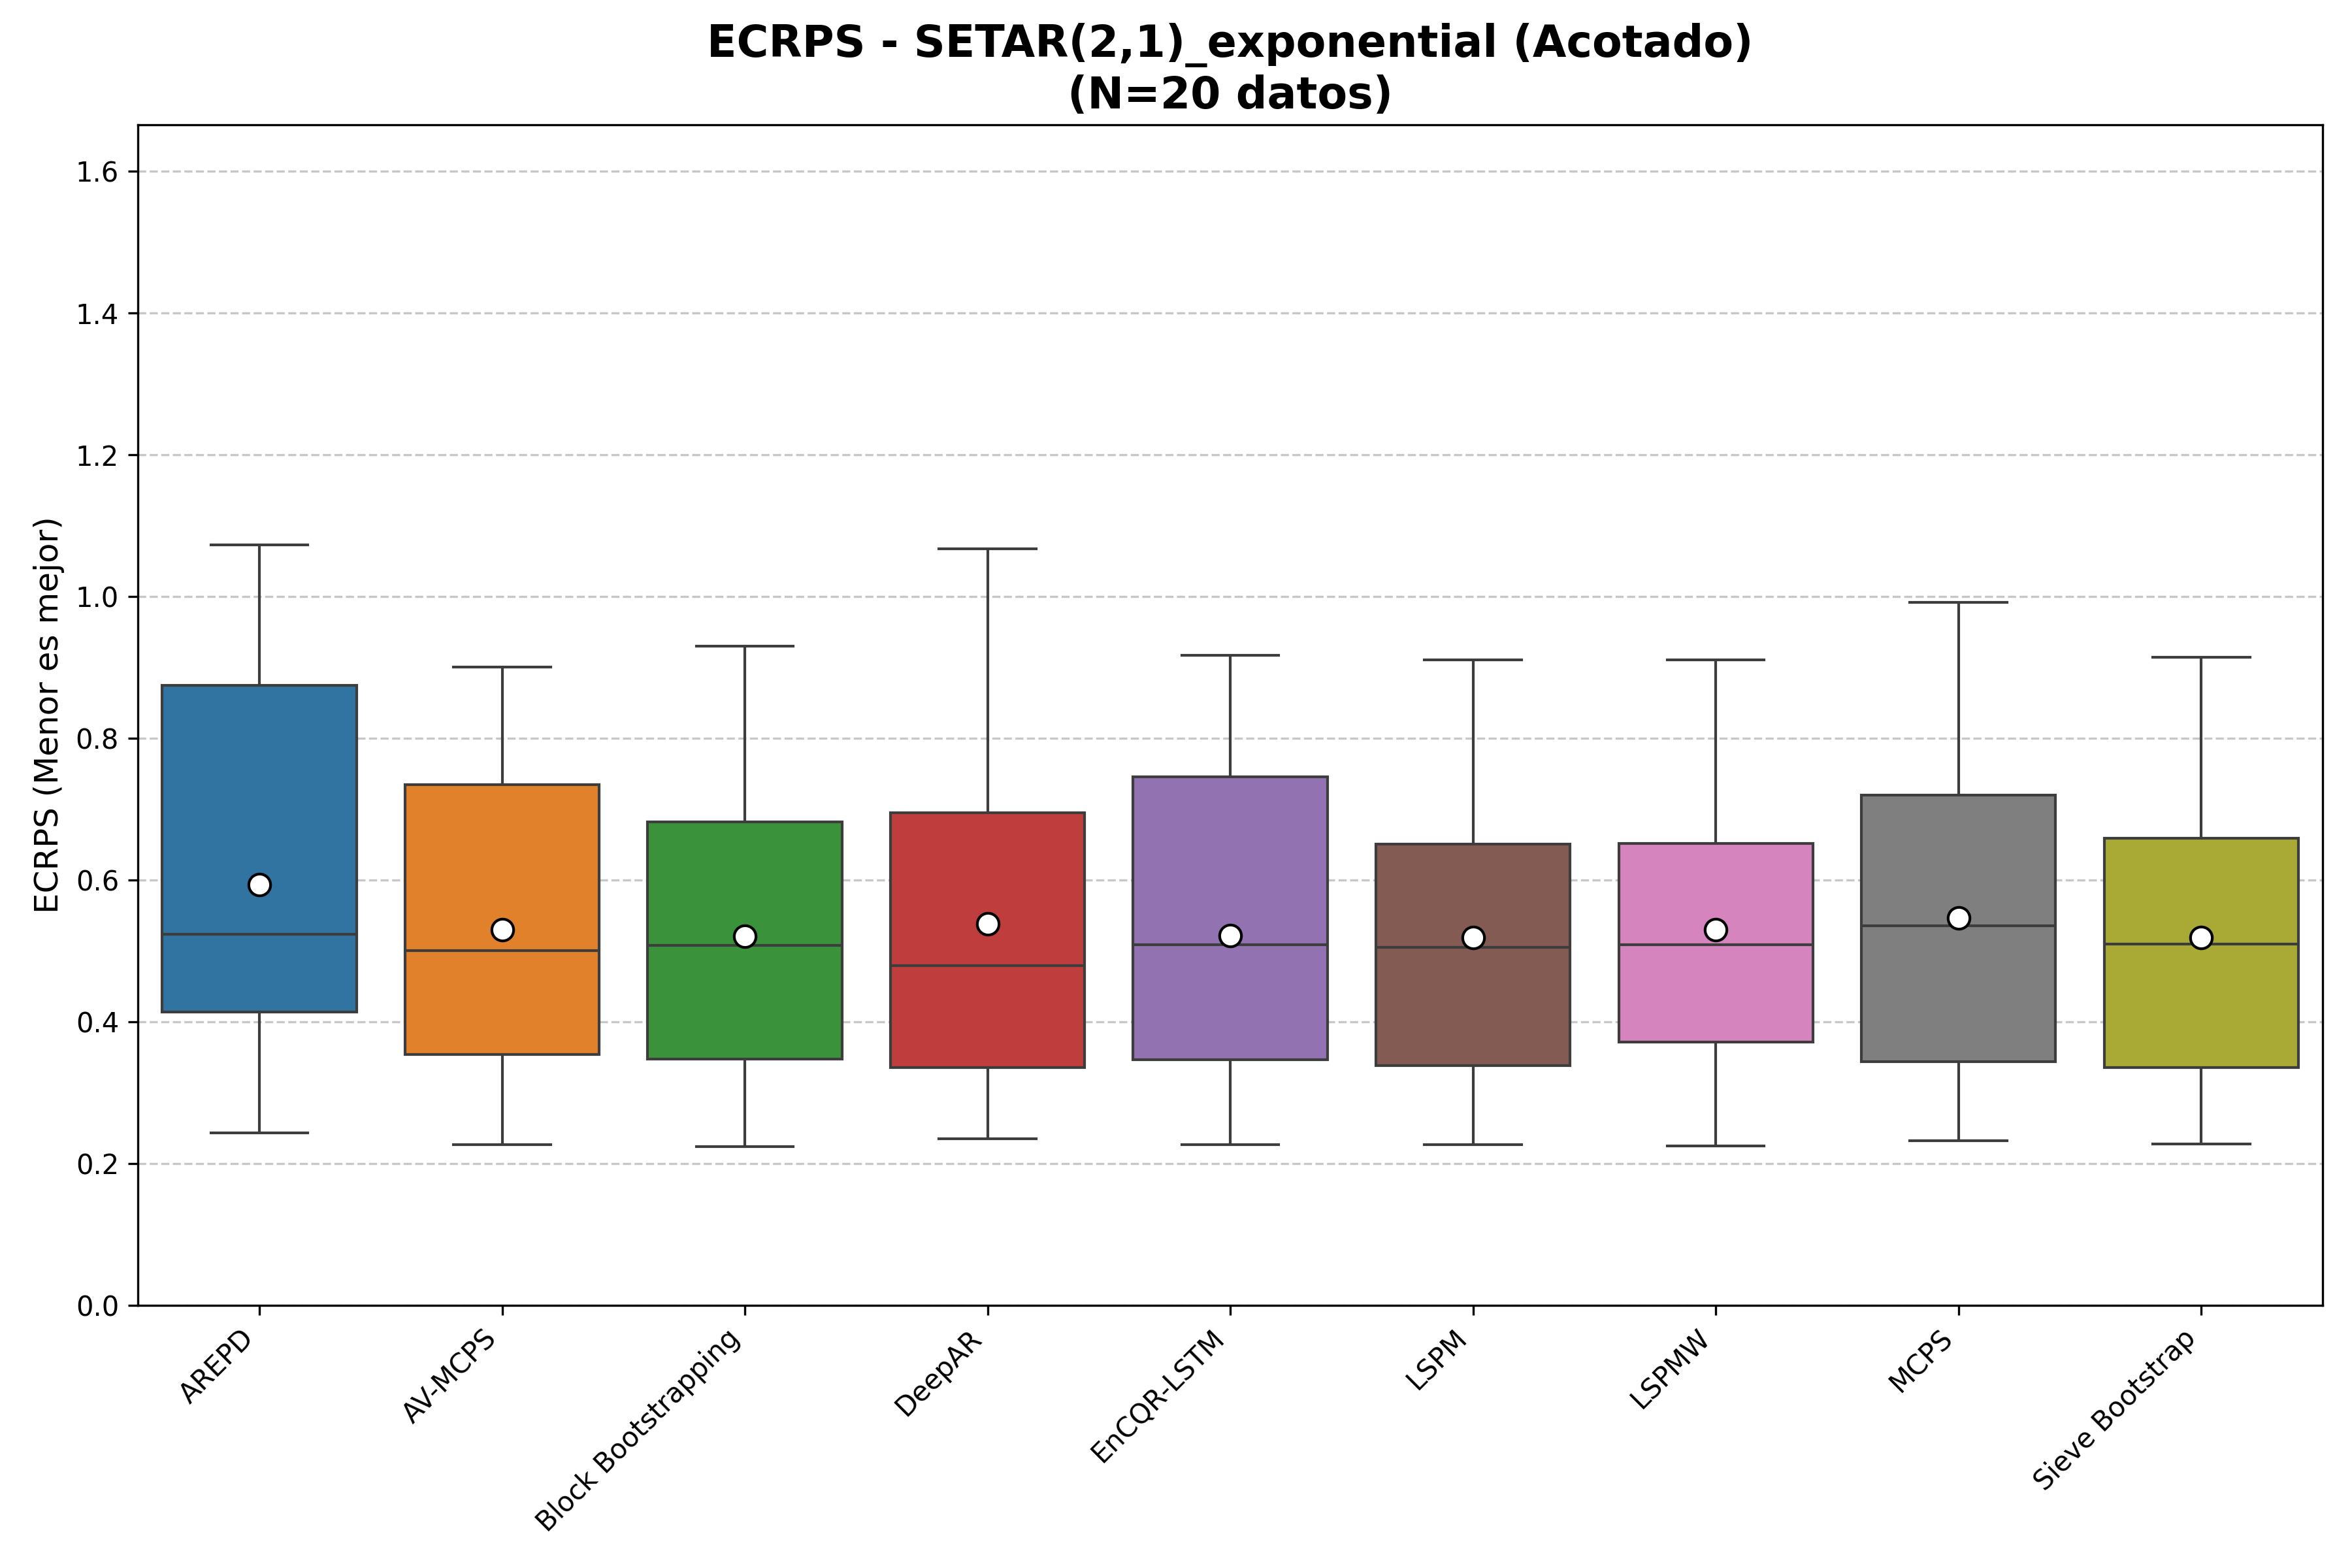 ECRPS - SETAR(2,1)_exponential (Acotado)
(N=20 datos)
ECRPS (Menor es mejor)
1.6
1.4
1.2
1.0
0.8
0.6
0.4
0.2
0.0
AREPD
AV-MCPS
Block Bootstrapping
DeepAR
EnCQR-LSTM
LSPM
LSPMW
MCPS
Sieve Bootstrap